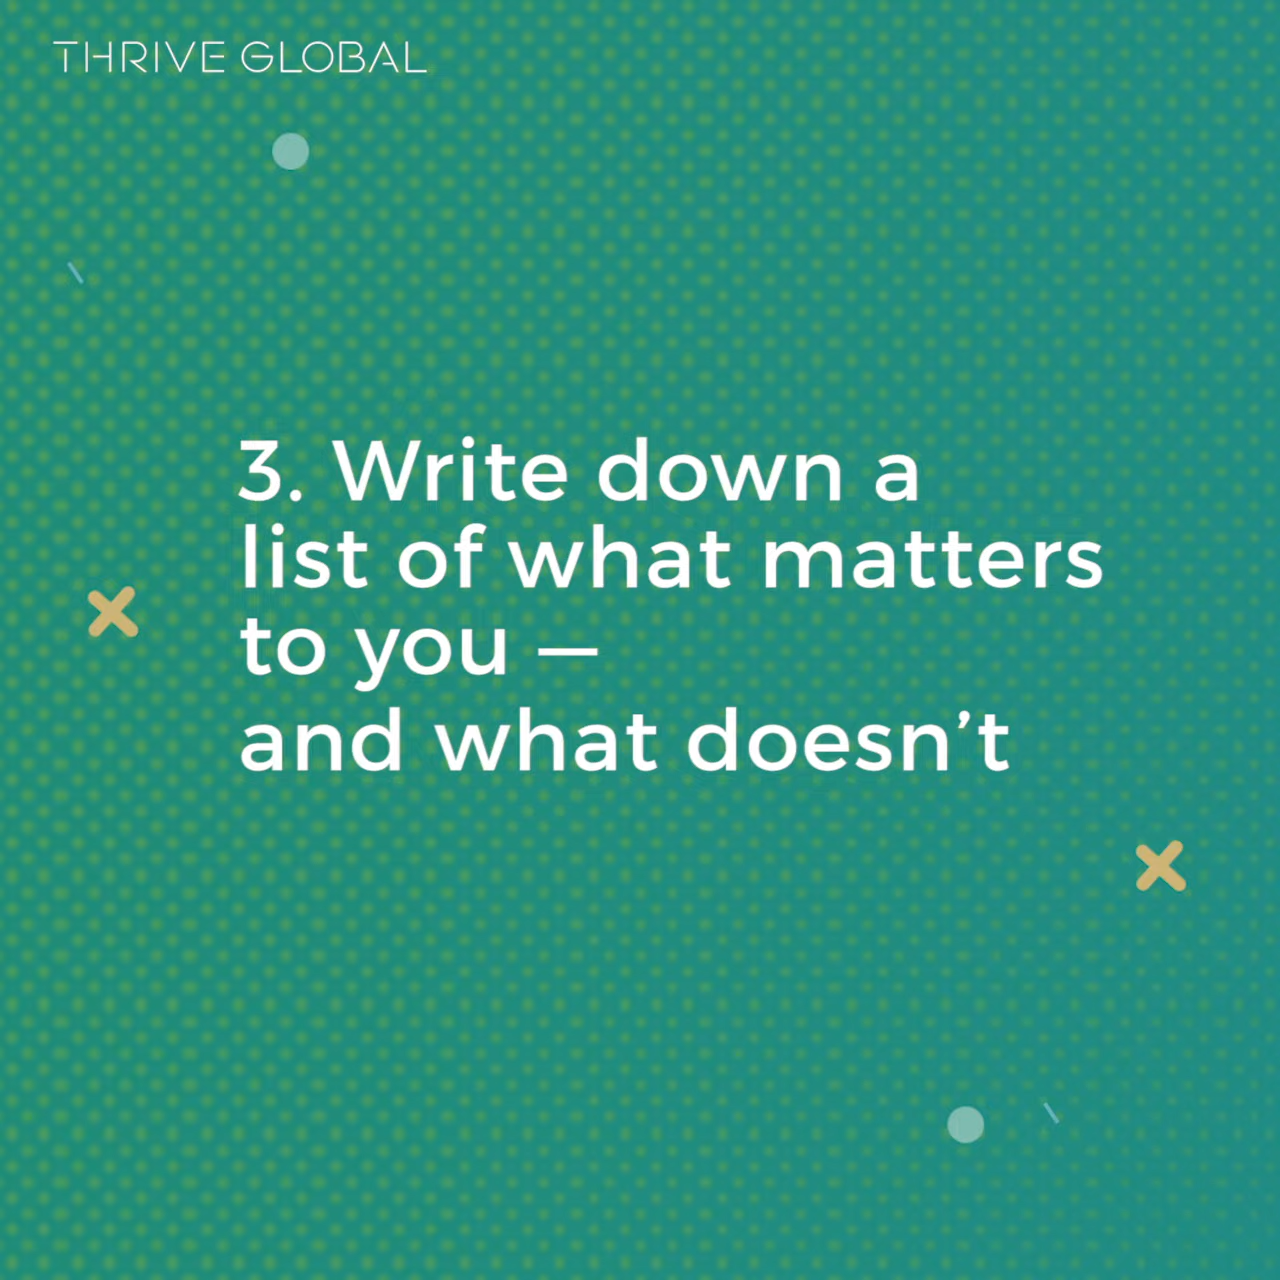 THRIVE GLOBAL
3. Write down a
list of what matters
to you —
and what doesn’t